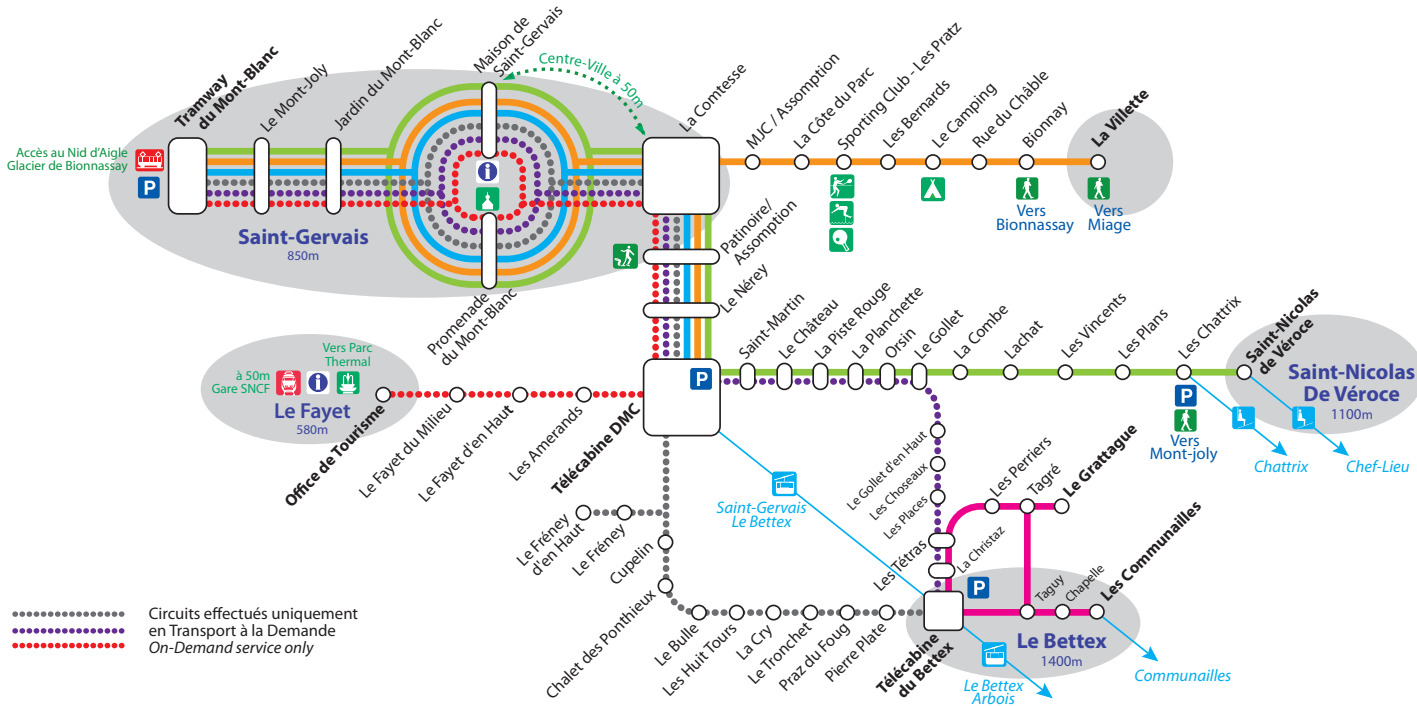 Tramway
du Mont-Blanc
Le Mont-Joly
Jardin du Mont-Blanc
Maison de
Saint-Gervais
Centre-Ville à 50m
La Comtesse
MJC / Assomption
La Côte du Parc
Sporting Club - Les Pratz
Les Bernards
Le Camping
Rue du Châble
Bionnay
La Villette
Accès au Nid d'Aigle
Glacier de Bionnassay
P
i
Vers
Bionnassay
Vers
Miage
Saint-Gervais
850m
Promenade
du Mont-Blanc
Patinoire/
Assomption
Le Nérey
Saint-Martin
Le Château
La Piste Rouge
La Planchette
Orsin
Le Gollet
La Combe
Lachat
Les Vincents
Les Plans
Les Chattrix
Saint-Nicolas
de Véroce
Saint-Nicolas
De Véroce
1100m
P
Vers
Mont-joly
Chattrix
Chef-Lieu
Vers Parc
Thermal
à 50m
Gare SNCF
i
Le Fayet
580m
P
Office de Tourisme
Le Fayet du Milieu
Le Fayet d'en Haut
Les Amerands
Télécabine DMC
Saint-Gervais
Le Bettex
Le Gollet d'en Haut
Les Choseaux
Les Places
Les Tétras
La Christaz
Les Perriers
Tagré
Le Grattague
Le Fréney
d'en Haut
Le Fréney
Cupelin
Chalet des Ponthieux
Le Bulle
Les Huit Tours
La Cry
Le Tronchet
Praz du Foug
Pierre Plate
Télécabine
du Bettex
P
Taguy
Chapelle
Les Communailles
Le Bettex
1400m
Le Bettex
Arbois
Communailles
Circuits effectués uniquement
en Transport à la Demande
On-Demand service only